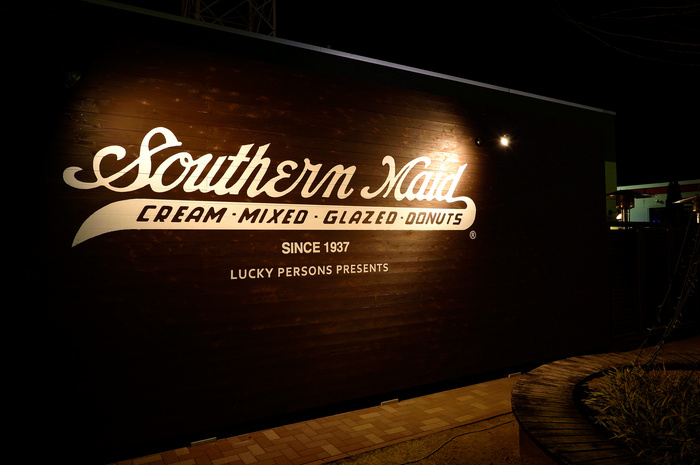 Southern Maid
CREAM · MIXED · GLAZED · DONUTS
®
SINCE 1937
LUCKY PERSONS PRESENTS